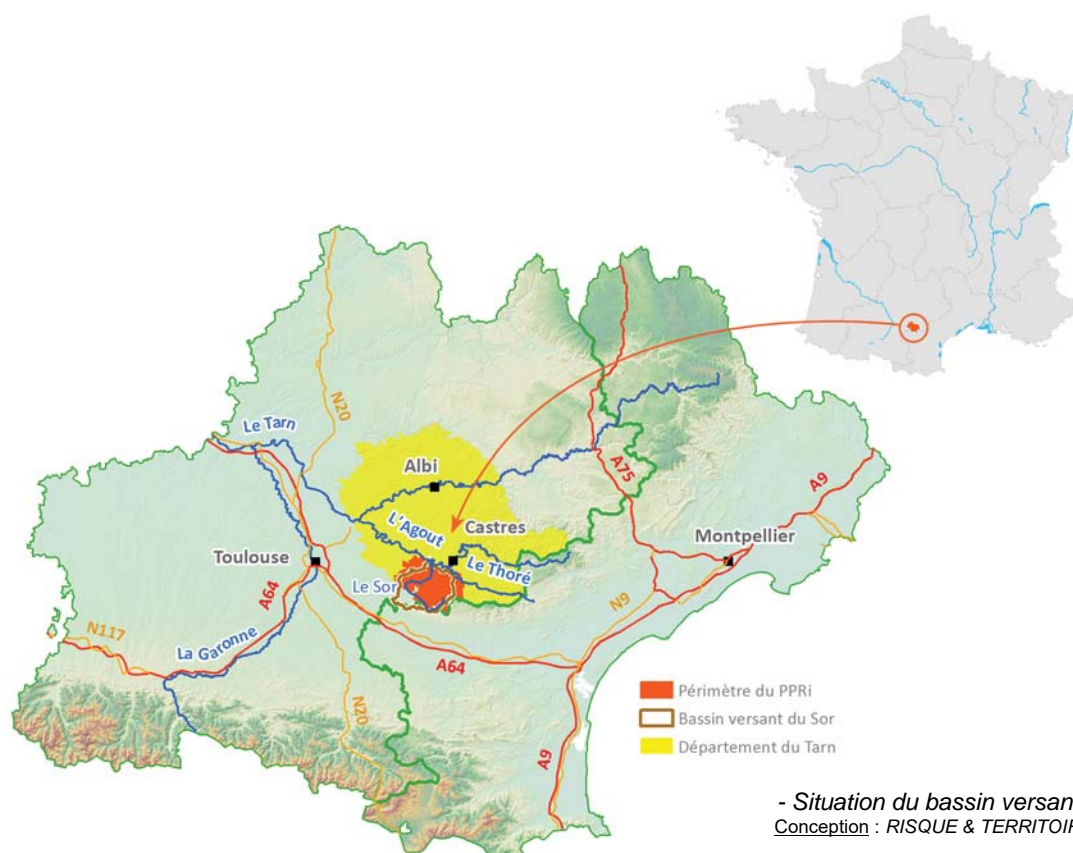 N20
Le Tarn
Albi
A75
A9
L'Agout
Castres
Montpellier
Toulouse
Le Thoré
Le Sor
A64
N9
N117
La Garonne
A64
N20
A9
Périmètre du PPRi
Bassin versant du Sor
Département du Tarn
- Situation du bassin versan
Conception : RISQUE & TERRITOI